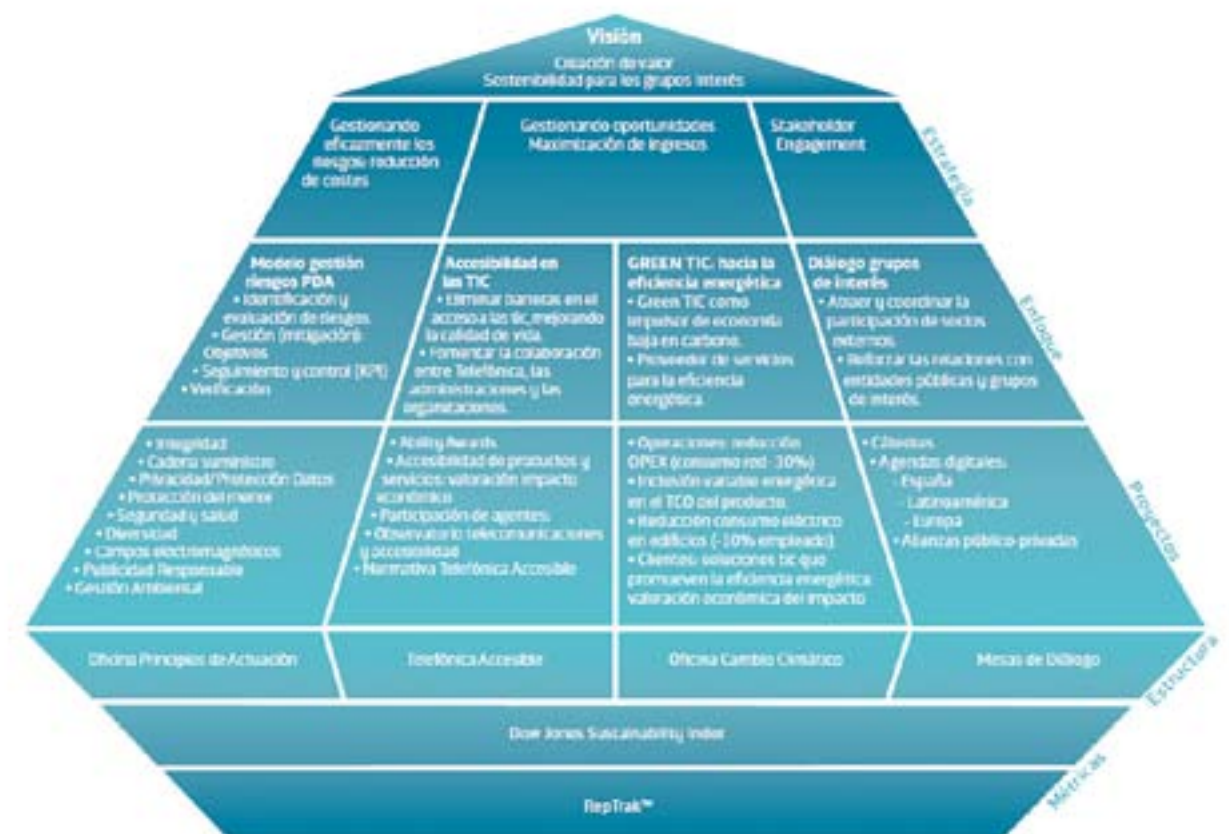 Visión
Creación de valor
Sostenibilidad para los grupos interés
Gestionando
eficazmente los
riesgos: reducción
de costes
Gestionando oportunidades
Maximización de ingresos
Stakeholder
Engagement
Estrategia
Modelo gestión
riesgos PDA
• Identificación y
evaluación de riesgos
• Gestión (mitigación):
objetivos
• Seguimiento y control (KPI)
• Verificación
Accesibilidad en
las TIC
• Eliminar barreras en el
acceso a las tic, mejorando
la calidad de vida.
• Fomentar la colaboración
entre Telefónica, las
administraciones y las
organizaciones.
GREEN TIC, hacia la
eficiencia energética
• Green TIC como
impulsor de economía
baja en carbono.
• Proveedor de servicios
para la eficiencia
energética.
Diálogo grupos
de interés
• Atraer y coordinar la
participación de socios
externos.
• Reforzar las relaciones con
entidades públicas y grupos
de interés.
Enfoque
• Integridad
• Cadena suministro
• Privacidad/Protección Datos
• Protección del menor
• Seguridad y salud
• Diversidad
• Campos electromagnéticos
• Publicidad Responsable
• Gestión Ambiental
• Ability Awards
• Accesibilidad de productos y
servicios: valoración impacto
económico
• Participación de agentes:
• Observatorio telecomunicaciones
y accesibilidad
• Normativa Telefónica Accesible
• Operaciones: reducción
OPEX (consumo red -30%)
• Inclusión variable energética
en el TCO del producto.
• Reducción consumo eléctrico
en edificios (-10% empleado)
• Clientes: soluciones tic que
promueven la eficiencia energética:
valoración económica del impacto
• Cátedras
• Agendas digitales:
- España
- Latinoamérica
- Europa
• Alianzas público-privadas
Proyectos
Oficina Principios de Actuación
Telefónica Accesible
Oficina Cambio Climático
Mesas de Diálogo
Estructura
Dow Jones Sustainability Index
RepTrak™
Métricas